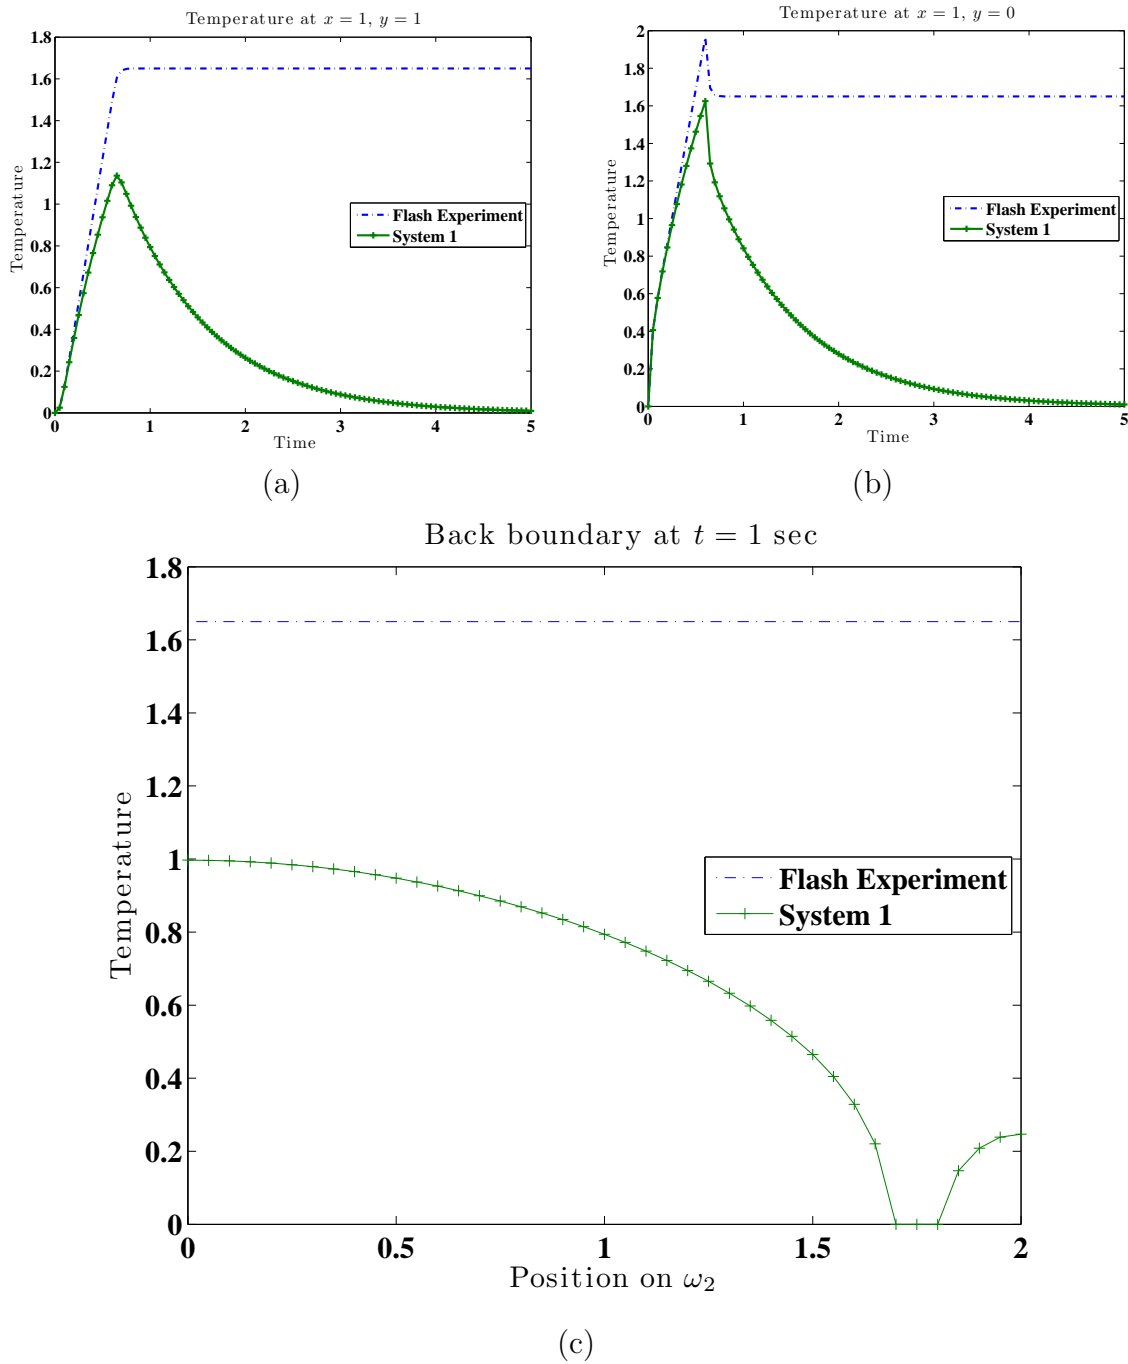 Temperature at x = 1, y = 1
1.8
1.6
1.4
1.2
1
0.8
0.6
0.4
0.2
0
Temperature
Flash Experiment
System 1
0 1 2 3 4 5
Time
(a)
Temperature at x = 1, y = 0
2
1.8
1.6
1.4
1.2
1
0.8
0.6
0.4
0.2
0
Temperature
Flash Experiment
System 1
0 1 2 3 4 5
Time
(b)
Back boundary at t = 1 sec
1.8
1.6
1.4
1.2
1
0.8
0.6
0.4
0.2
0
Temperature
Flash Experiment
System 1
0 0.5 1 1.5 2
Position on ω₂
(c)